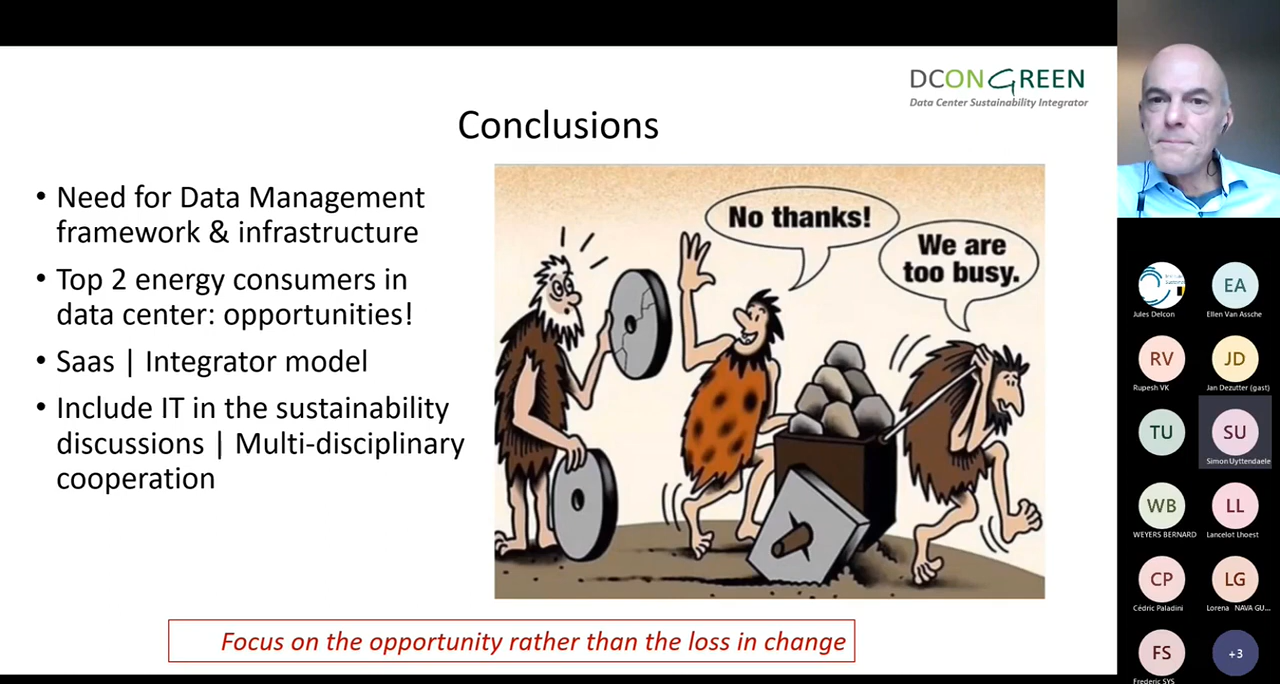 DCONGREEN
Data Center Sustainability Integrator
Conclusions
• Need for Data Management
framework & infrastructure
• Top 2 energy consumers in
data center: opportunities!
• Saas | Integrator model
• Include IT in the sustainability
discussions | Multi-disciplinary
cooperation
No thanks!
We are
too busy.
Focus on the opportunity rather than the loss in change
Jules Delcon
EA
Ellen Van Assche
RV
Rupesh VK
JD
Jan Dezutter (gast)
TU
SU
Simon Uyttendaele
WB
WEYERS BERNARD
LL
Lancelot Lhoest
CP
Cédric Paladini
LG
Lorena NAVA GU...
FS
Frederic SYS
+3